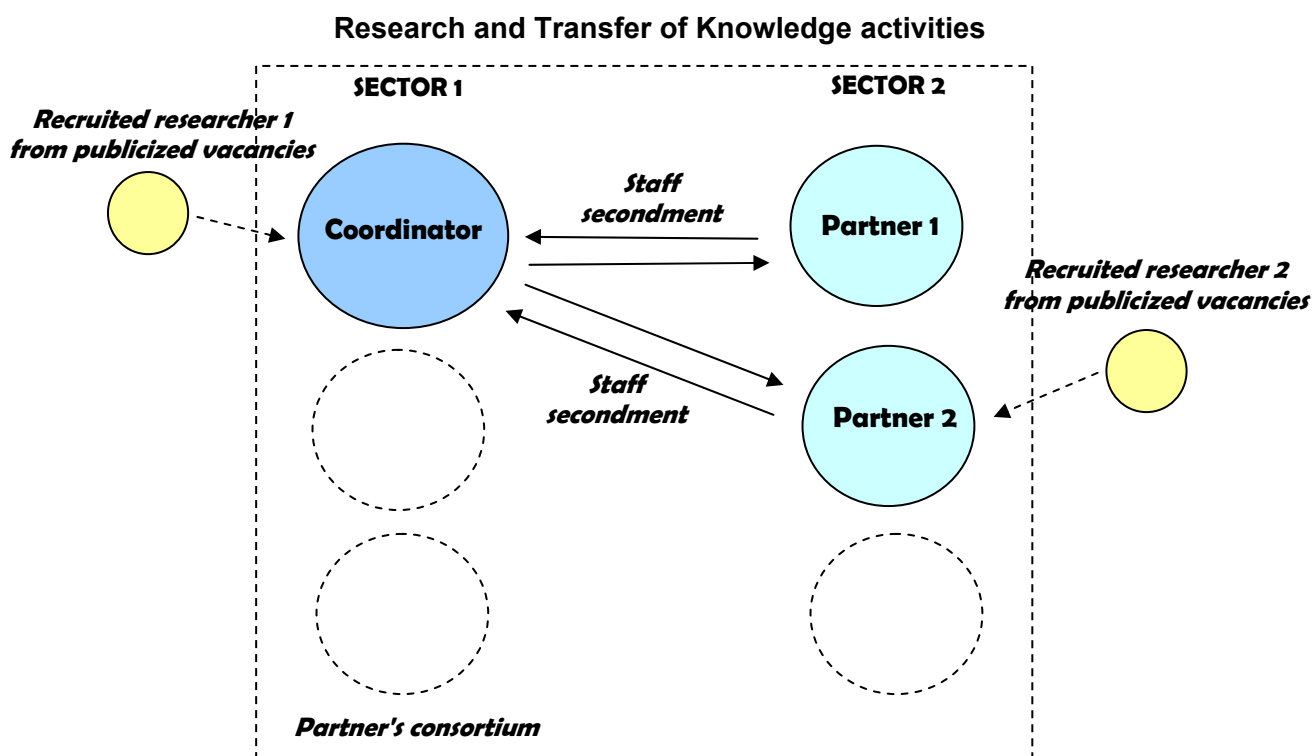 Research and Transfer of Knowledge activities
SECTOR 1
SECTOR 2
Recruited researcher 1
from publicized vacancies
Coordinator
Staff
secondment
Partner 1
Recruited researcher 2
from publicized vacancies
Staff
secondment
Partner 2
Partner's consortium